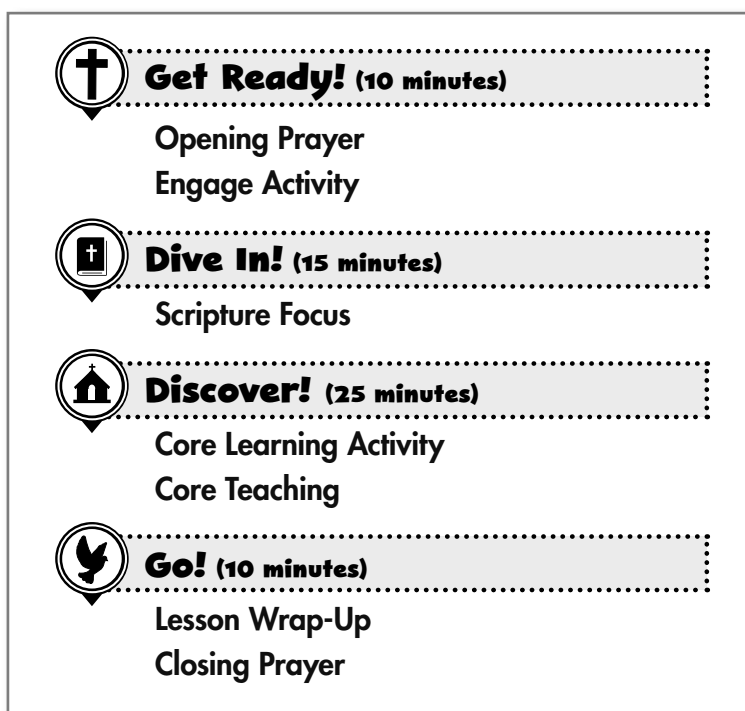 Get Ready! (10 minutes)
Opening Prayer
Engage Activity
Dive In! (15 minutes)
Scripture Focus
Discover! (25 minutes)
Core Learning Activity
Core Teaching
Go! (10 minutes)
Lesson Wrap-Up
Closing Prayer